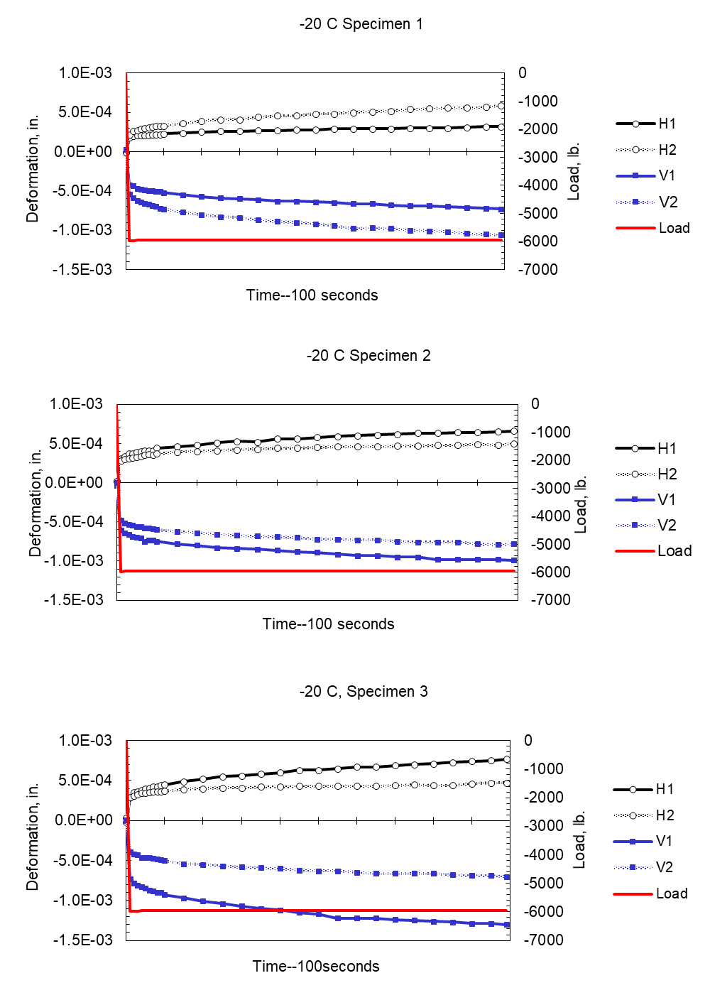 -20 C Specimen 1
1.0E-03
5.0E-04
0.0E+00
-5.0E-04
-1.0E-03
-1.5E-03
Deformation, in.
0
-1000
-2000
-3000
-4000
-5000
-6000
-7000
Load, lb.
H1
H2
V1
V2
Load
Time--100 seconds
-20 C Specimen 2
1.0E-03
5.0E-04
0.0E+00
-5.0E-04
-1.0E-03
-1.5E-03
Deformation, in.
0
-1000
-2000
-3000
-4000
-5000
-6000
-7000
Load, lb.
H1
H2
V1
V2
Load
Time--100 seconds
-20 C, Specimen 3
1.0E-03
5.0E-04
0.0E+00
-5.0E-04
-1.0E-03
-1.5E-03
Deformation, in.
0
-1000
-2000
-3000
-4000
-5000
-6000
-7000
Load, lb.
H1
H2
V1
V2
Load
Time--100seconds